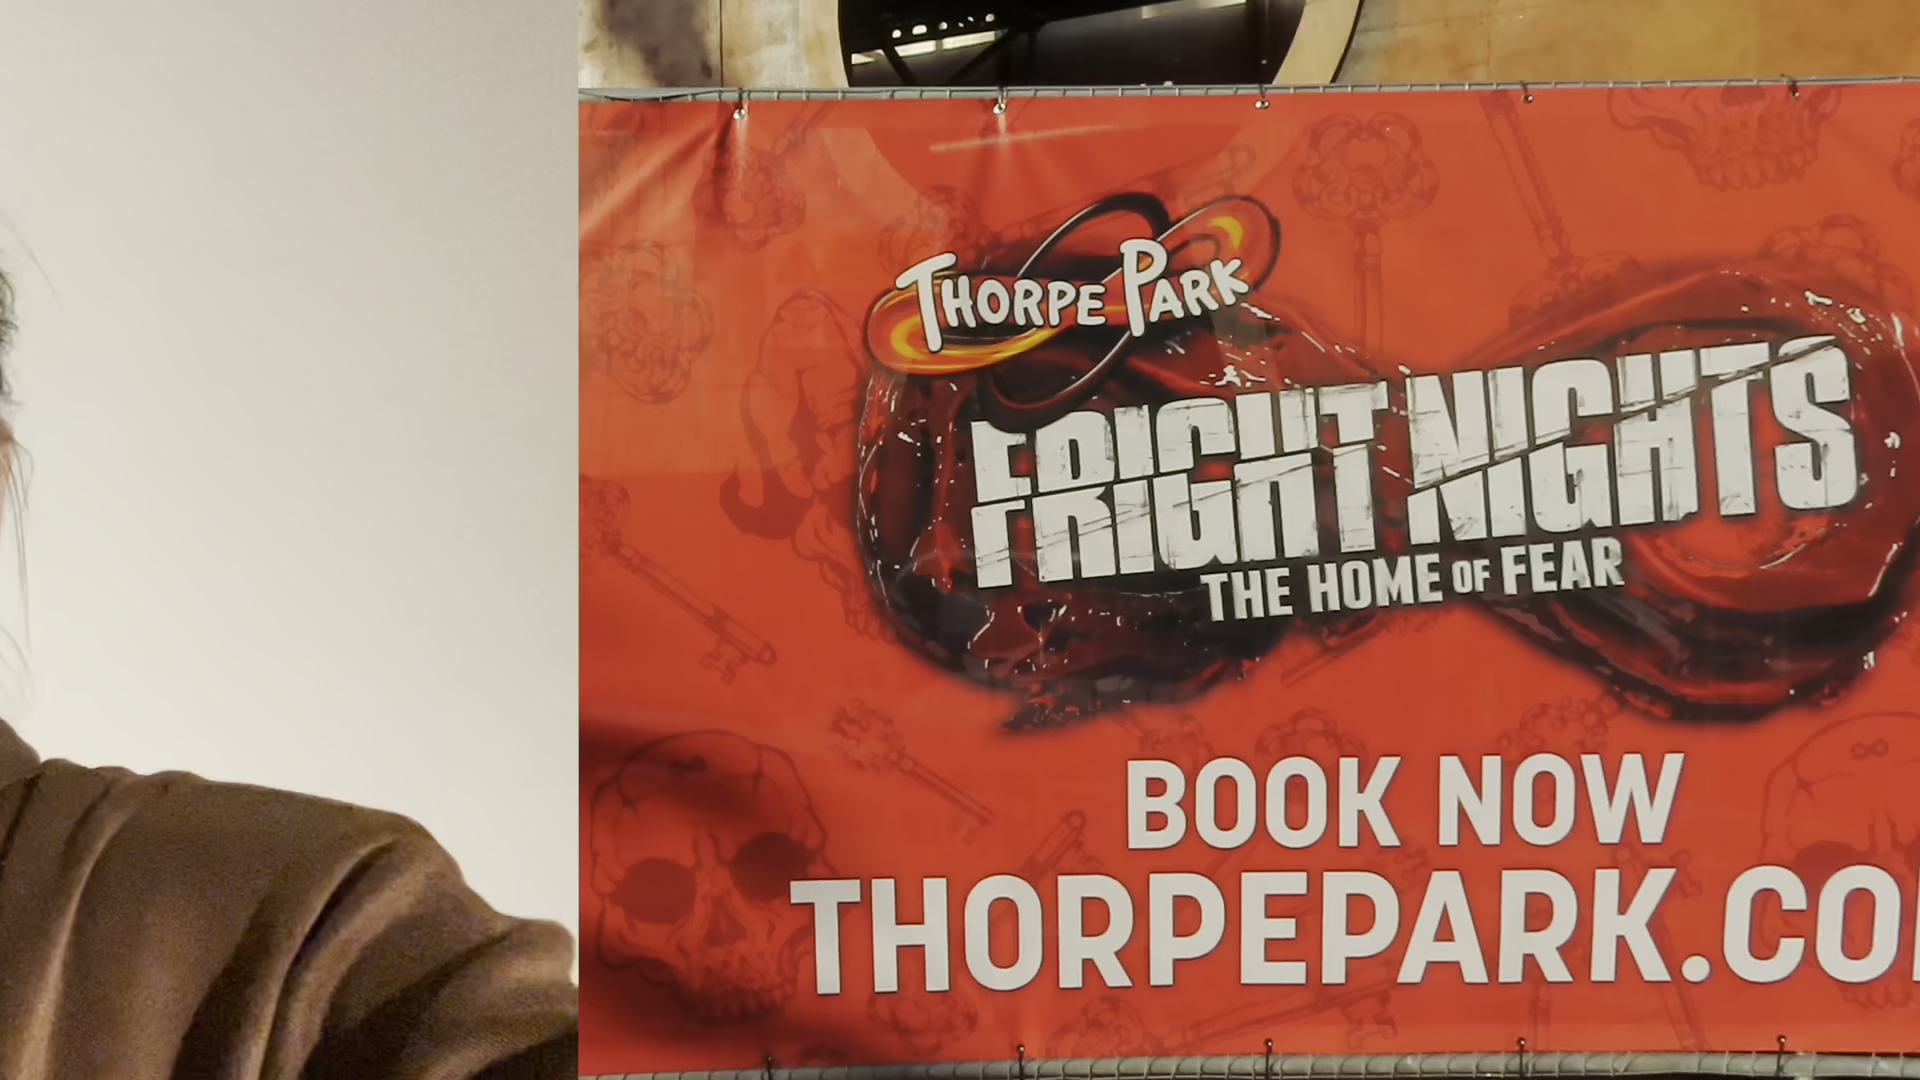 THORPE PARK
FRIGHT NIGHTS
THE HOME OF FEAR
BOOK NOW
THORPEPARK.CO